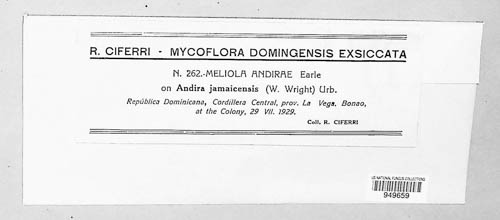 R. CIFERRI - MYCOFLORA DOMINGENSIS EXSICCATA
N. 262.-MELIOLA ANDIRAE Earle
on Andira jamaicensis (W. Wright) Urb.
República Dominicana, Cordillera Central, prov. La Vega, Bonao,
at the Colony, 29 VII. 1929.
Coll. R. CIFERRI
US NATIONAL FUNGUS COLLECTIONS
949659